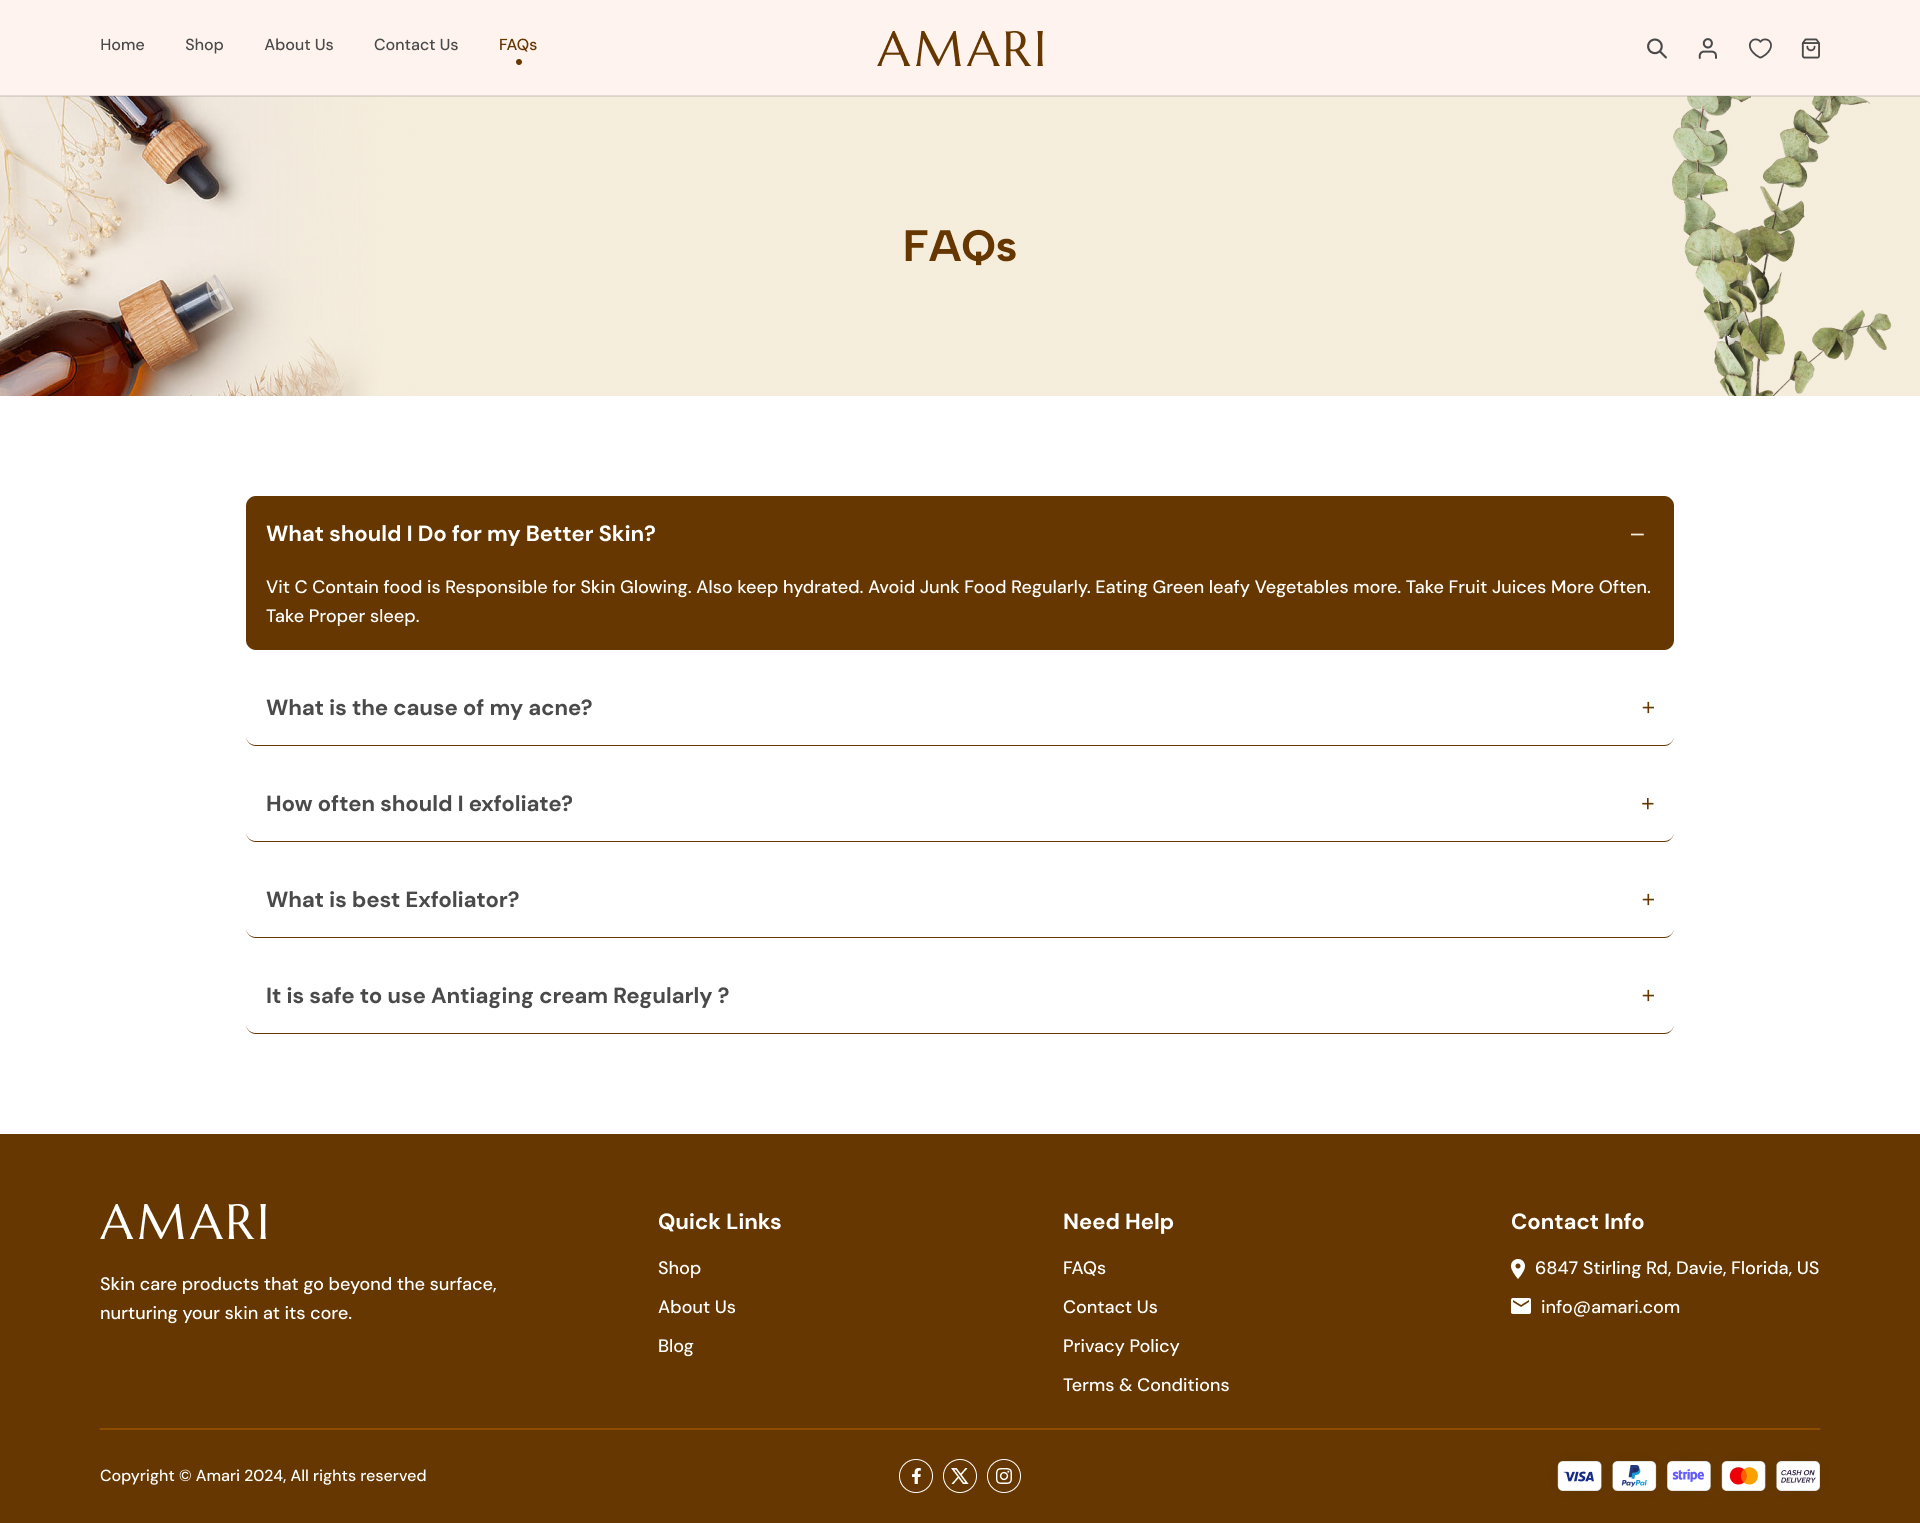 Home Shop About Us Contact Us FAQs
AMARI
FAQs
What should I Do for my Better Skin?
Vit C Contain food is Responsible for Skin Glowing. Also keep hydrated. Avoid Junk Food Regularly. Eating Green leafy Vegetables more. Take Fruit Juices More Often.
Take Proper sleep.
What is the cause of my acne?
How often should I exfoliate?
What is best Exfoliator?
It is safe to use Antiaging cream Regularly ?
AMARI
Skin care products that go beyond the surface,
nurturing your skin at its core.
Quick Links
Shop
About Us
Blog
Need Help
FAQs
Contact Us
Privacy Policy
Terms & Conditions
Contact Info
6847 Stirling Rd, Davie, Florida, US
info@amari.com
Copyright © Amari 2024, All rights reserved
VISA
PayPal
stripe
CASH ON
DELIVERY